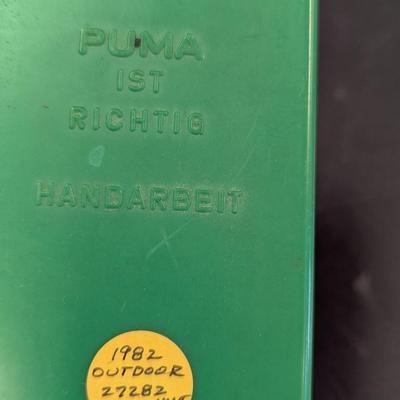 PUMA
IST
RICHTIG
HANDARBEIT
1982
OUTDOOR
27282